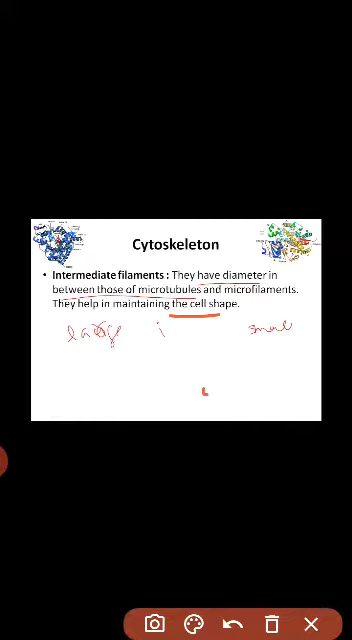 Cytoskeleton
• Intermediate filaments : They have diameter in
between those of microtubules and microfilaments.
They help in maintaining the cell shape.
large i small